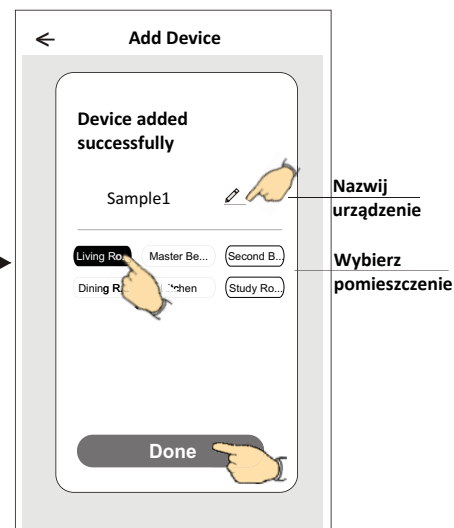 Add Device
Device added
successfully
Sample1
Nazwij
urządzenie
Living Ro..
Master Be...
Second B..
Wybierz
pomieszczenie
Dining R..
tchen
Study Ro...
Done